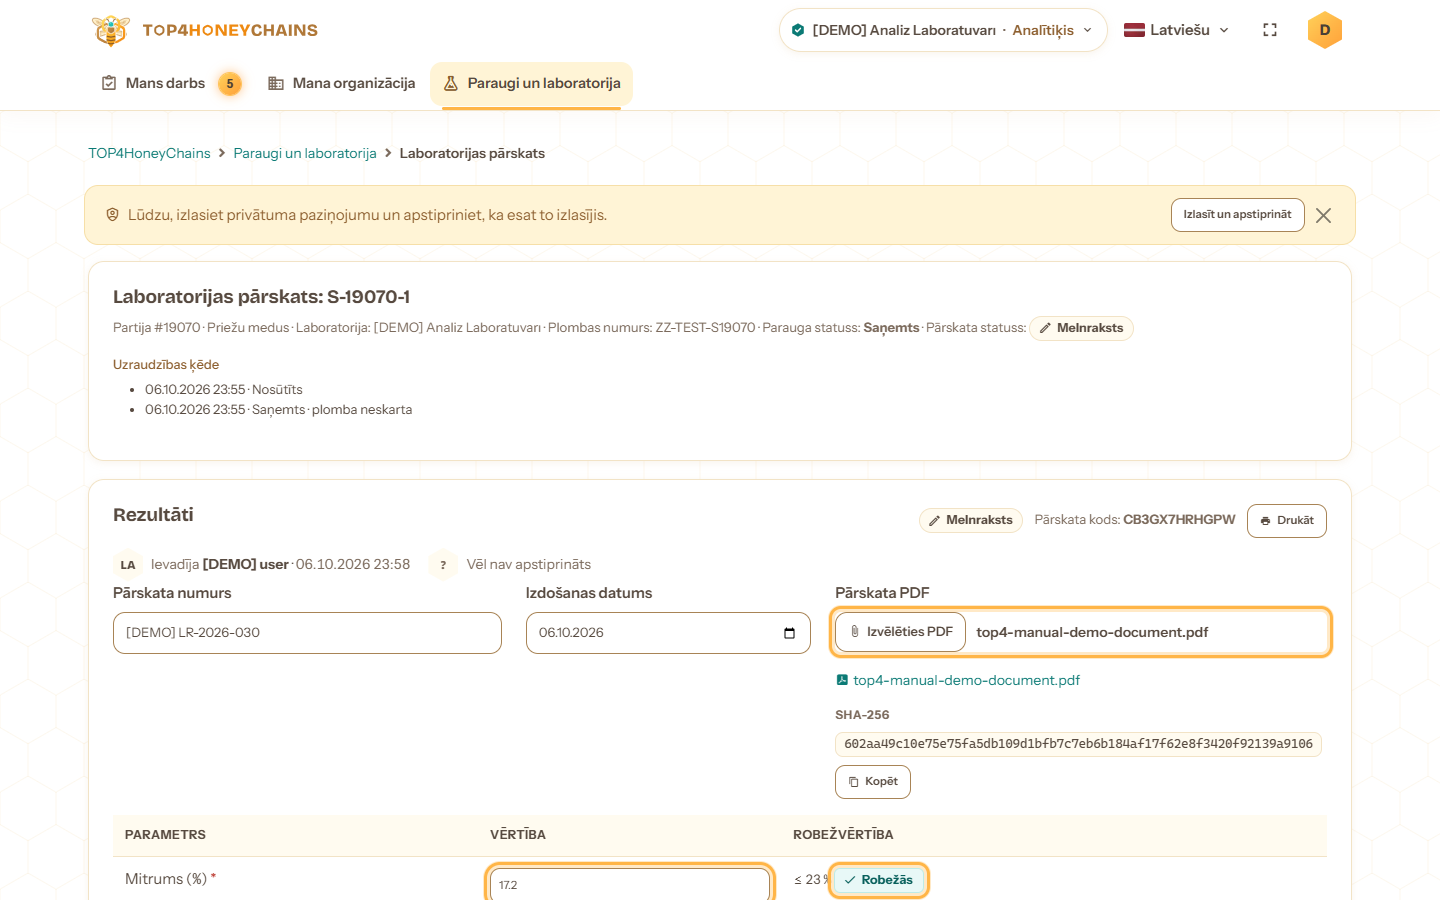 TOP4HONEYCHAINS
[DEMO] Analiz Laboratuvarı · Analītiķis
Latviešu
D
Mans darbs 5
Mana organizācija
Paraugi un laboratorija
TOP4HoneyChains > Paraugi un laboratorija > Laboratorijas pārskats
Lūdzu, izlasiet privātuma paziņojumu un apstipriniet, ka esat to izlasījis.
Izlasīt un apstiprināt
Laboratorijas pārskats: S-19070-1
Partija #19070 · Priežu medus · Laboratorija: [DEMO] Analiz Laboratuvarı · Plombas numurs: ZZ-TEST-S19070 · Parauga statuss: Saņemts · Pārskata statuss: Melnraksts
Uzraudzības ķēde
06.10.2026 23:55 · Nosūtīts
06.10.2026 23:55 · Saņemts · plomba neskarta
Rezultāti
Melnraksts
Pārskata kods: CB3GX7HRHGPW
Drukāt
LA Ievadīja [DEMO] user · 06.10.2026 23:58
? Vēl nav apstiprināts
Pārskata numurs
Izdošanas datums
Pārskata PDF
[DEMO] LR-2026-030
06.10.2026
Izvēlēties PDF
top4-manual-demo-document.pdf
top4-manual-demo-document.pdf
SHA-256
602aa49c10e75e75fa5db109d1bfb7c7eb6b184af17f62e8f3420f92139a9106
Kopēt
PARAMETRS
VĒRTĪBA
ROBEŽVĒRTĪBA
Mitrums (%) *
17.2
≤ 23 %
Robežās